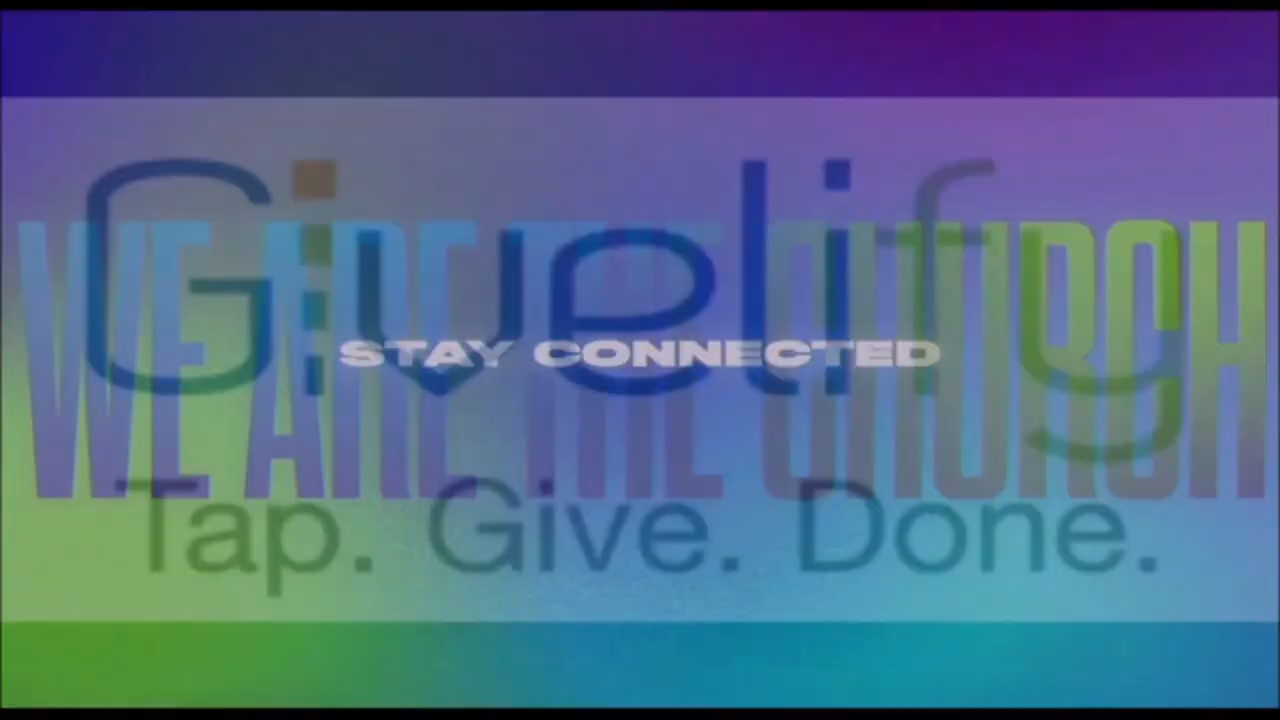 Givelify
WE ARE THE CHURCH
STAY CONNECTED
Tap. Give. Done.